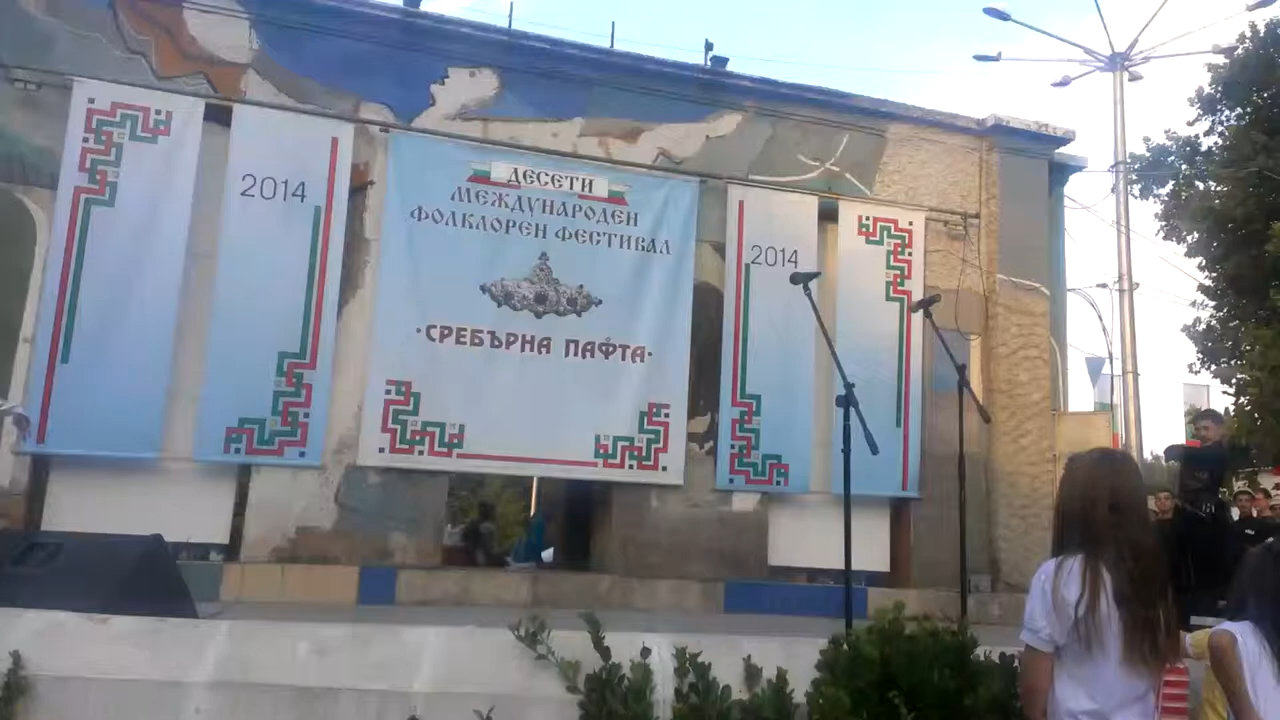 2014
ДЕСЕТИ
МЕЖДУНАРОДЕН
ФОЛКЛОРЕН ФЕСТИВАЛ
·СРЕБЪРНА ПАФТА·
2014